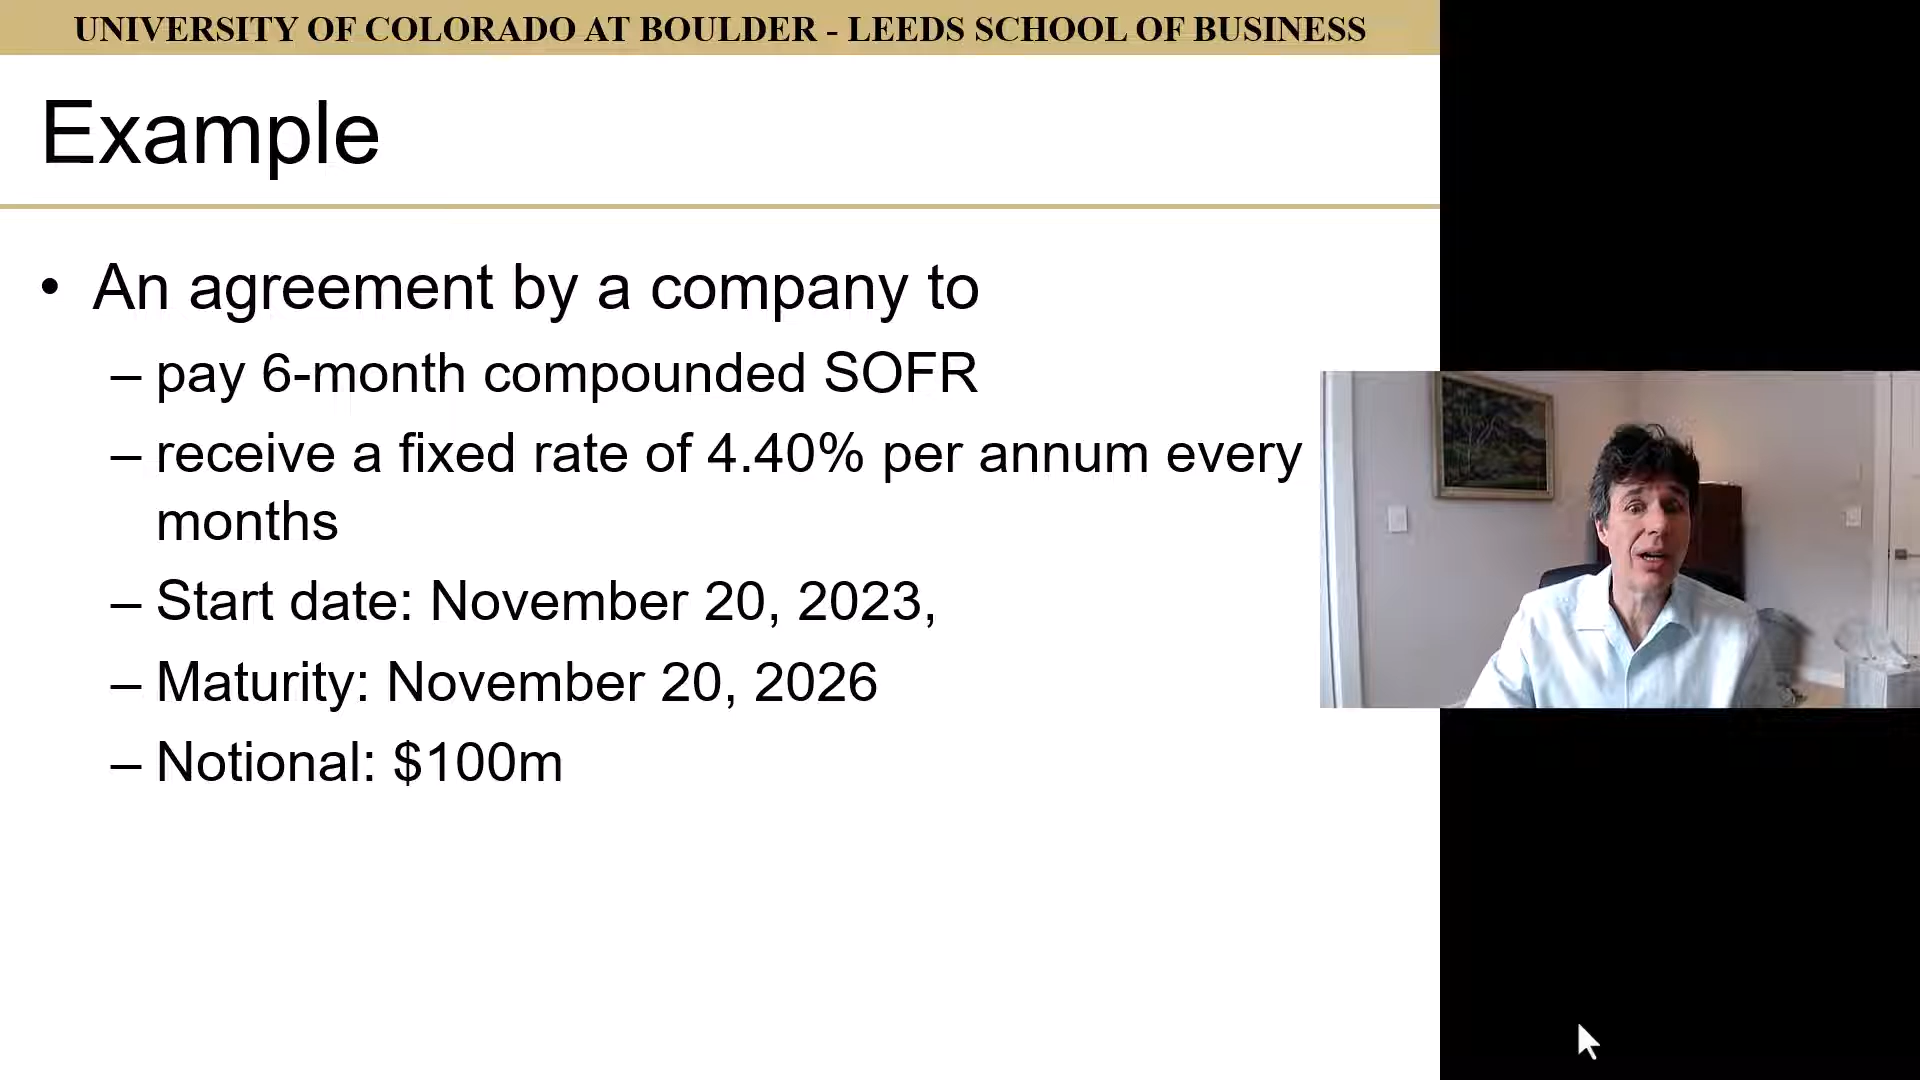 UNIVERSITY OF COLORADO AT BOULDER - LEEDS SCHOOL OF BUSINESS
Example
• An agreement by a company to
– pay 6-month compounded SOFR
– receive a fixed rate of 4.40% per annum every
months
– Start date: November 20, 2023,
– Maturity: November 20, 2026
– Notional: $100m